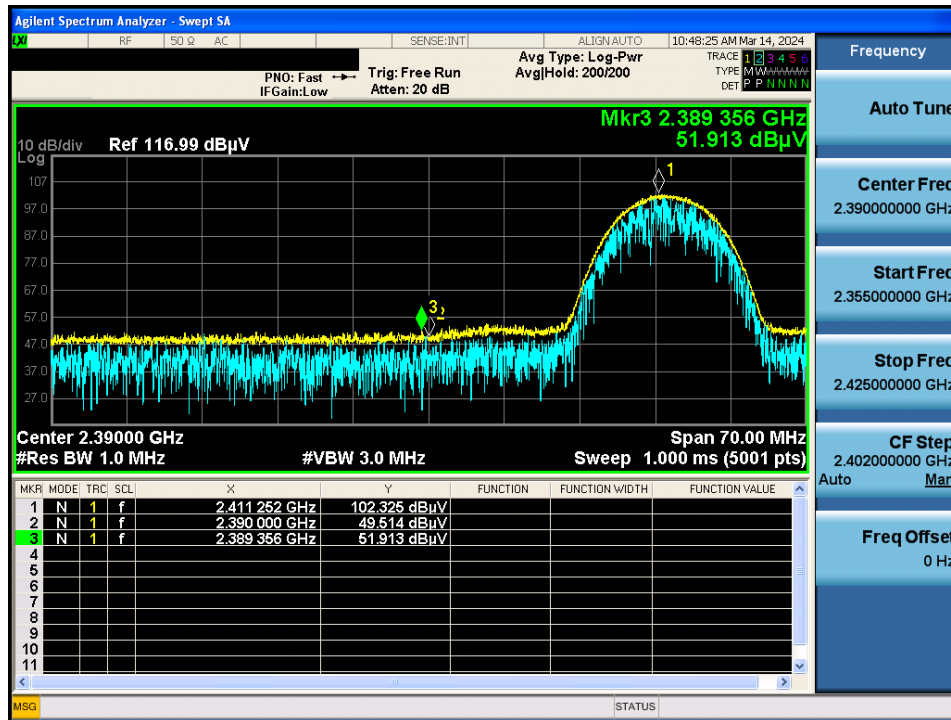 Agilent Spectrum Analyzer - Swept SA
LXI RF 50 Ω AC SENSE:INT ALIGN AUTO 10:48:25 AM Mar 14, 2024
PNO: Fast Trig: Free Run Avg Type: Log-Pwr TRACE 1 2 3 4 5 6
IFGain:Low Atten: 20 dB Avg|Hold: 200/200 TYPE M
DET P P N N N N
Frequency
Mkr3 2.389 356 GHz
51.913 dBµV
10 dB/div Ref 116.99 dBµV
Log
107
97.0
87.0
77.0
67.0
57.0
47.0
37.0
27.0
1
3
2
Center 2.39000 GHz Span 70.00 MHz
#Res BW 1.0 MHz #VBW 3.0 MHz Sweep 1.000 ms (5001 pts)
MKR MODE TRC SCL X Y FUNCTION FUNCTION WIDTH FUNCTION VALUE
1 N 1 f 2.411 252 GHz 102.325 dBµV
2 N 1 f 2.390 000 GHz 49.514 dBµV
3 N 1 f 2.389 356 GHz 51.913 dBµV
4
5
6
7
8
9
10
11
MSG STATUS
Auto Tune
Center Freq
2.390000000 GHz
Start Freq
2.355000000 GHz
Stop Freq
2.425000000 GHz
CF Step
2.402000000 GHz
Auto Man
Freq Offset
0 Hz